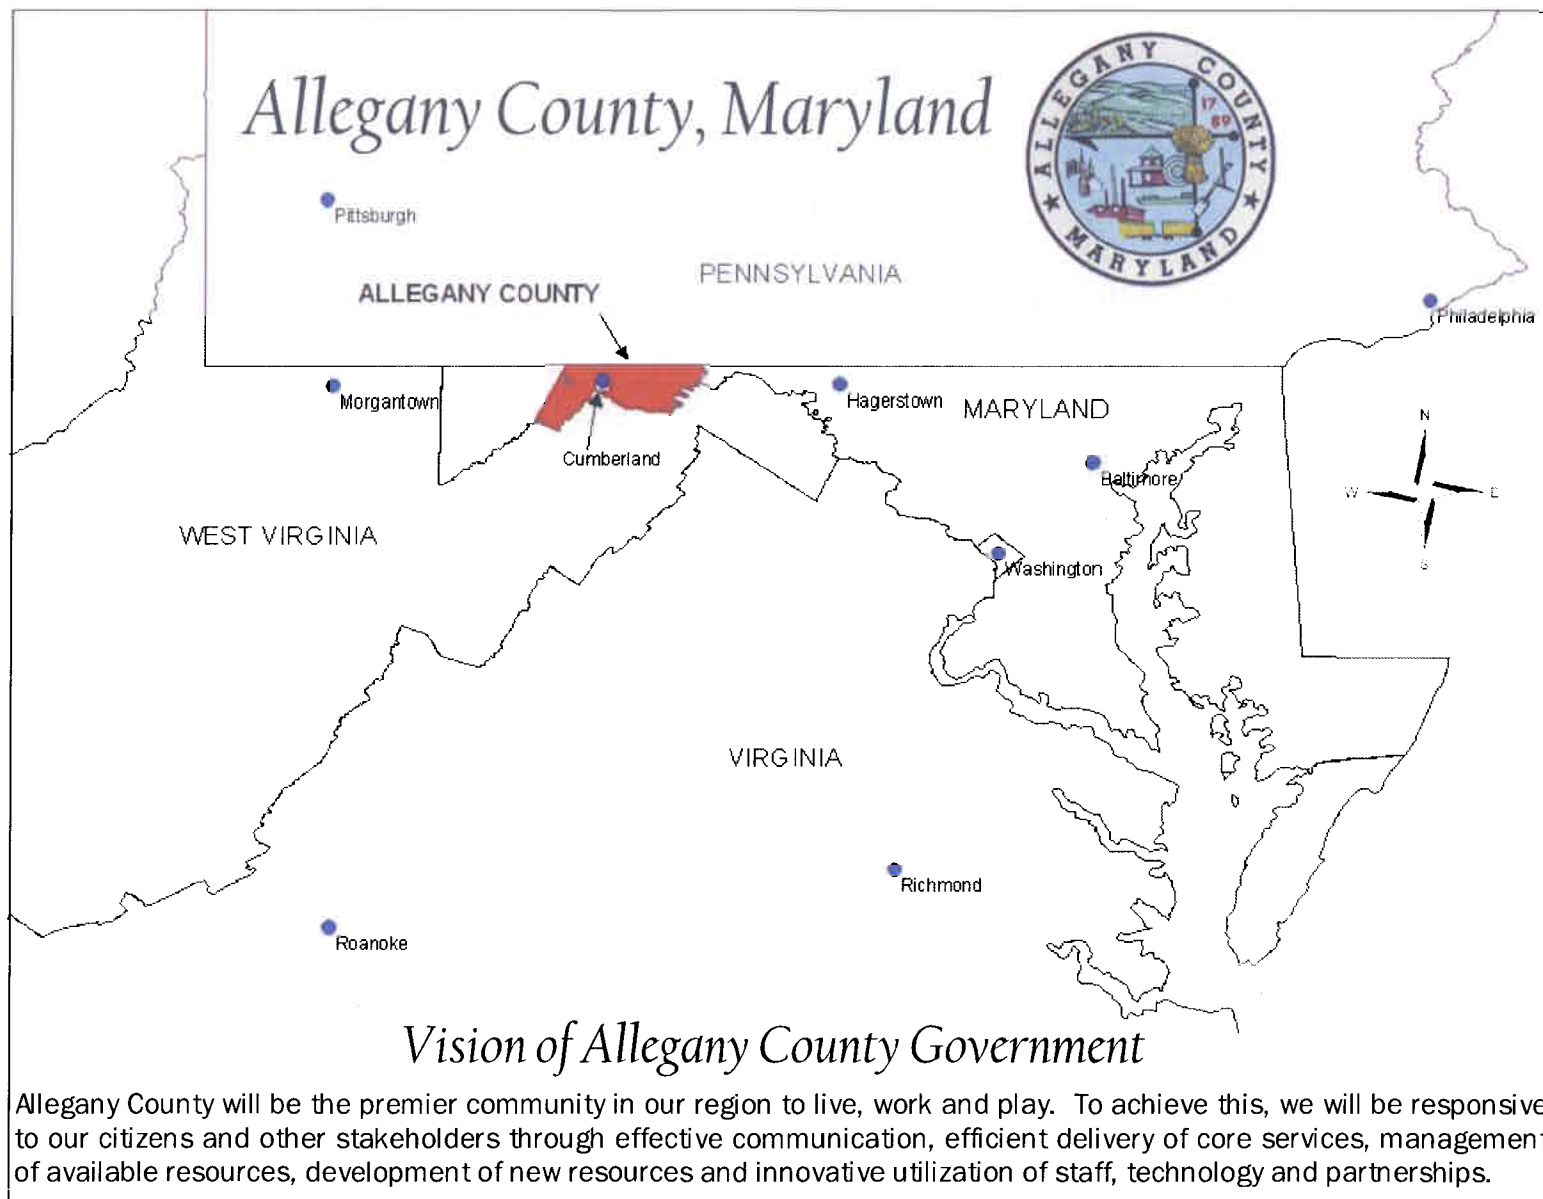 Allegany County, Maryland
ALLEGANY COUNTY
17
89
MARYLAND
Pittsburgh
PENNSYLVANIA
ALLEGANY COUNTY
Philadelphia
Morgantown
Hagerstown
MARYLAND
Cumberland
Baltimore
N
W
E
S
WEST VIRGINIA
Washington
VIRGINIA
Richmond
Roanoke
Vision of Allegany County Government
Allegany County will be the premier community in our region to live, work and play. To achieve this, we will be responsive
to our citizens and other stakeholders through effective communication, efficient delivery of core services, management
of available resources, development of new resources and innovative utilization of staff, technology and partnerships.